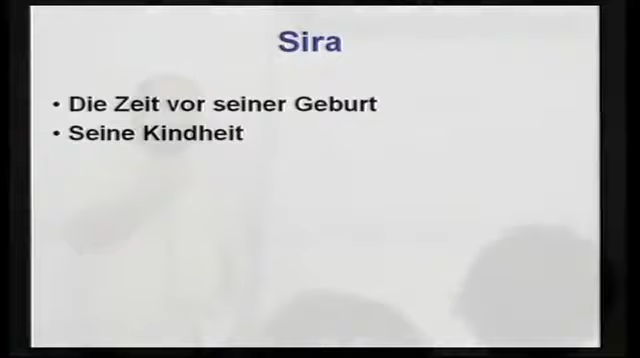 Sira
• Die Zeit vor seiner Geburt
• Seine Kindheit